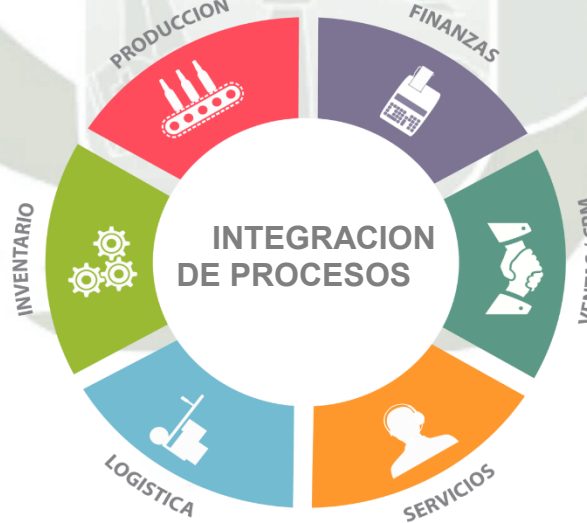 PRODUCCION
FINANZAS
INVENTARIO
INTEGRACION
DE PROCESOS
LOGISTICA
SERVICIOS